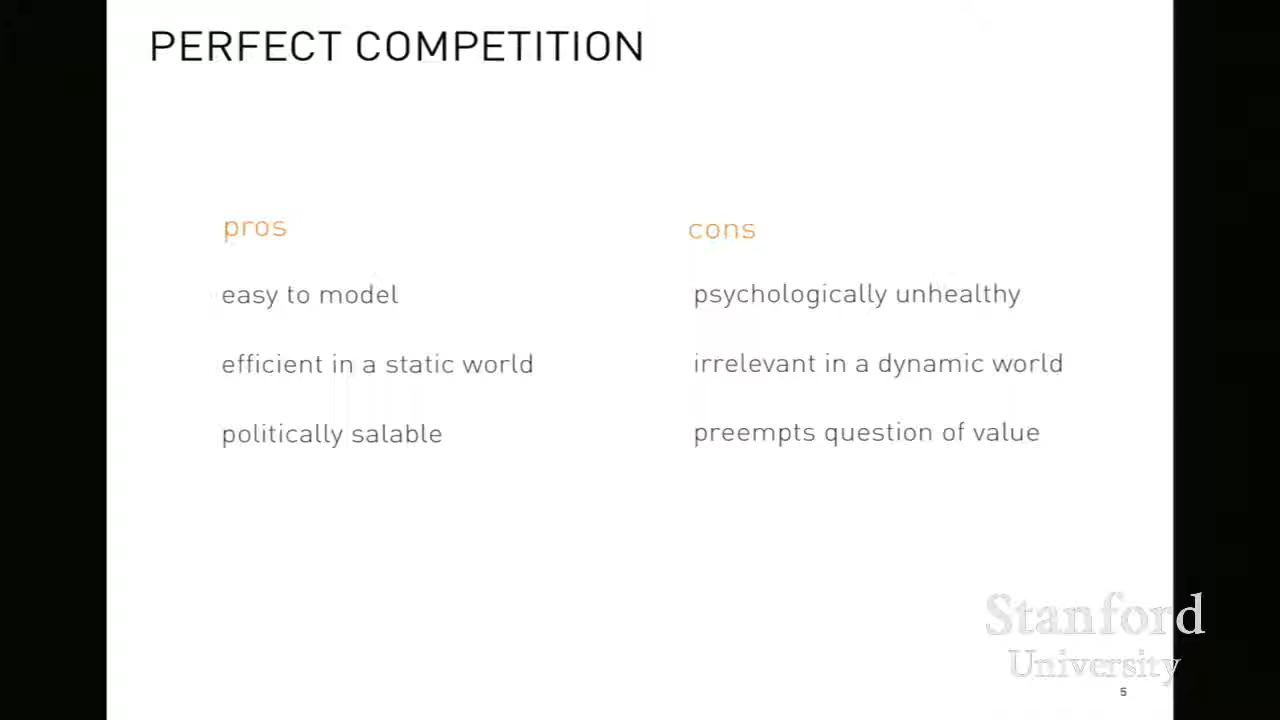 PERFECT COMPETITION
pros
easy to model
efficient in a static world
politically salable
cons
psychologically unhealthy
irrelevant in a dynamic world
preempts question of value
Stanford
University
5